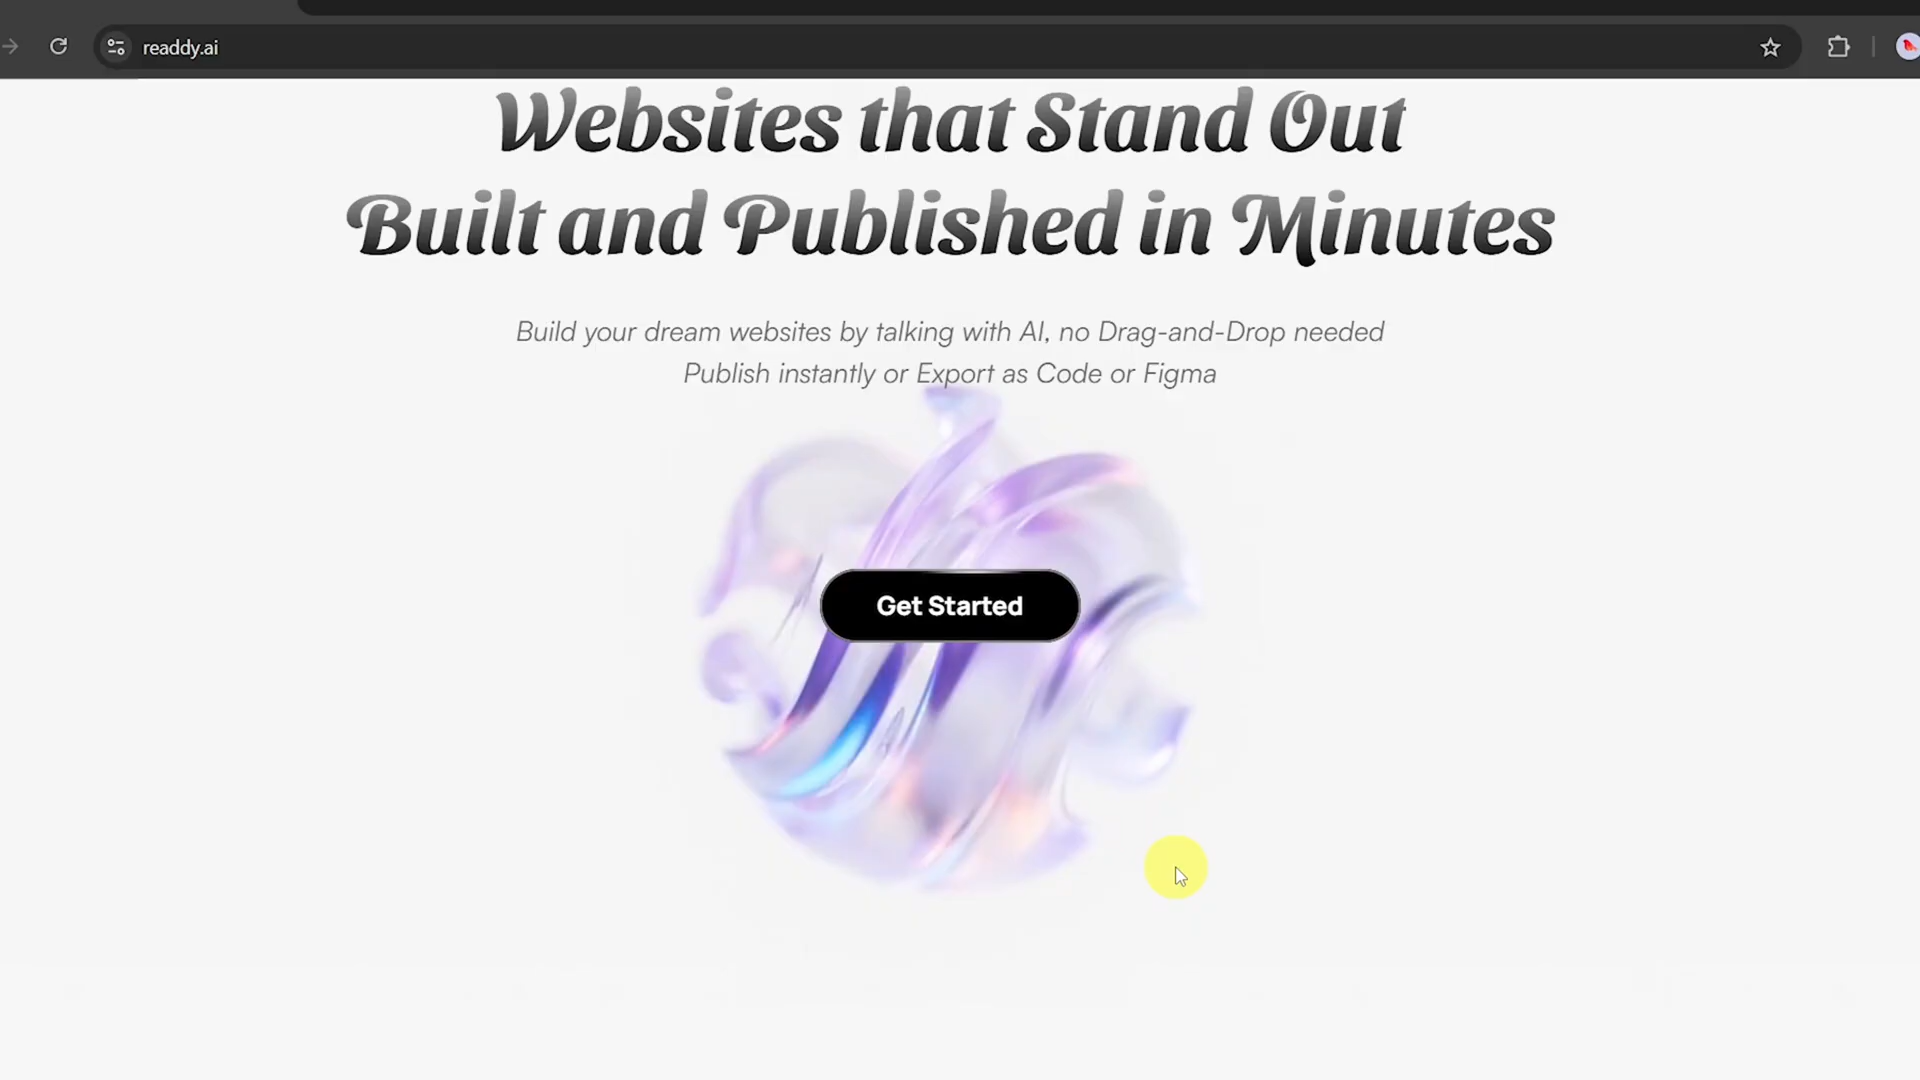 readdy.ai
Websites that Stand Out
Built and Published in Minutes
Build your dream websites by talking with AI, no Drag-and-Drop needed
Publish instantly or Export as Code or Figma
Get Started